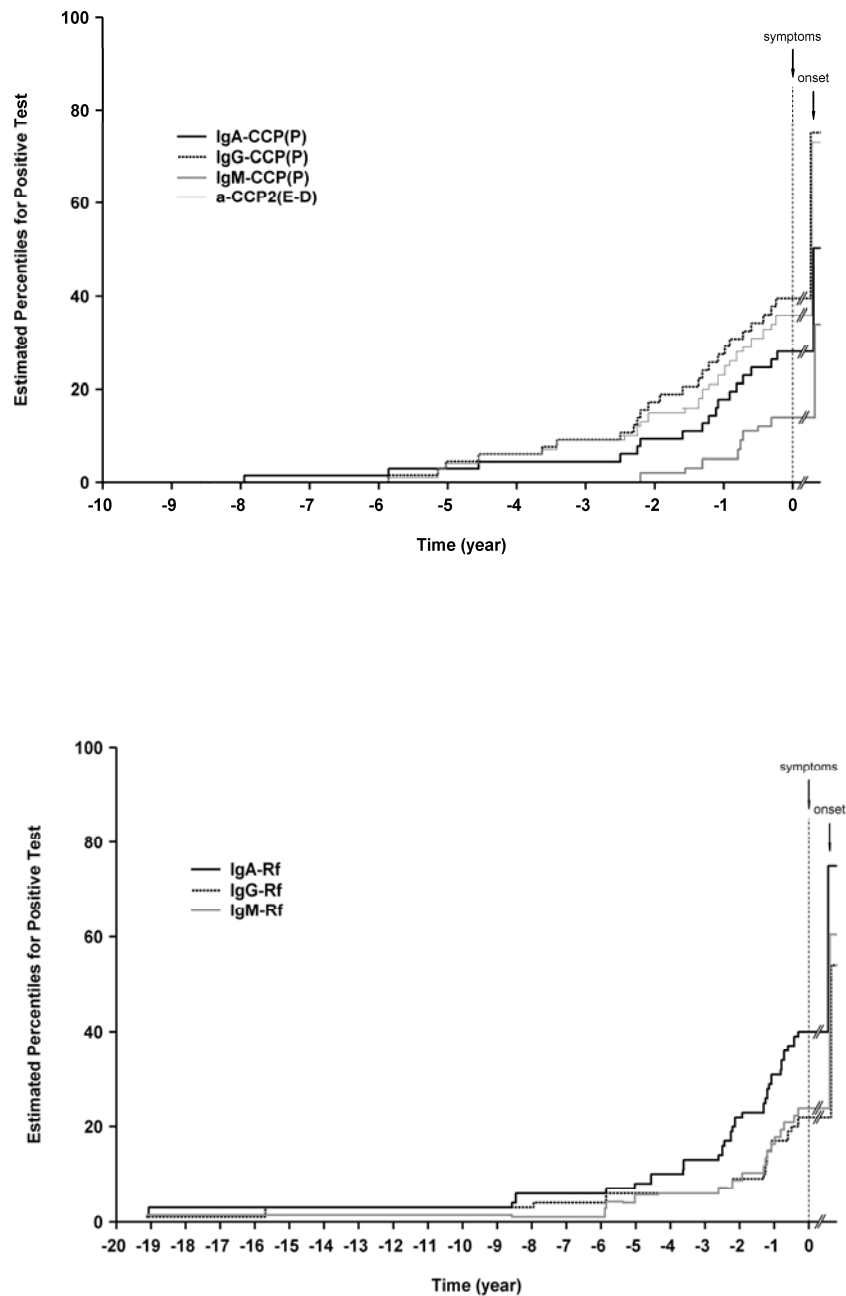 100
80
60
40
20
0
Estimated Percentiles for Positive Test
symptoms
onset
IgA-CCP(P)
IgG-CCP(P)
IgM-CCP(P)
a-CCP2(E-D)
-10 -9 -8 -7 -6 -5 -4 -3 -2 -1 0
Time (year)
100
80
60
40
20
0
Estimated Percentiles for Positive Test
symptoms
onset
IgA-Rf
IgG-Rf
IgM-Rf
-20 -19 -18 -17 -16 -15 -14 -13 -12 -11 -10 -9 -8 -7 -6 -5 -4 -3 -2 -1 0
Time (year)